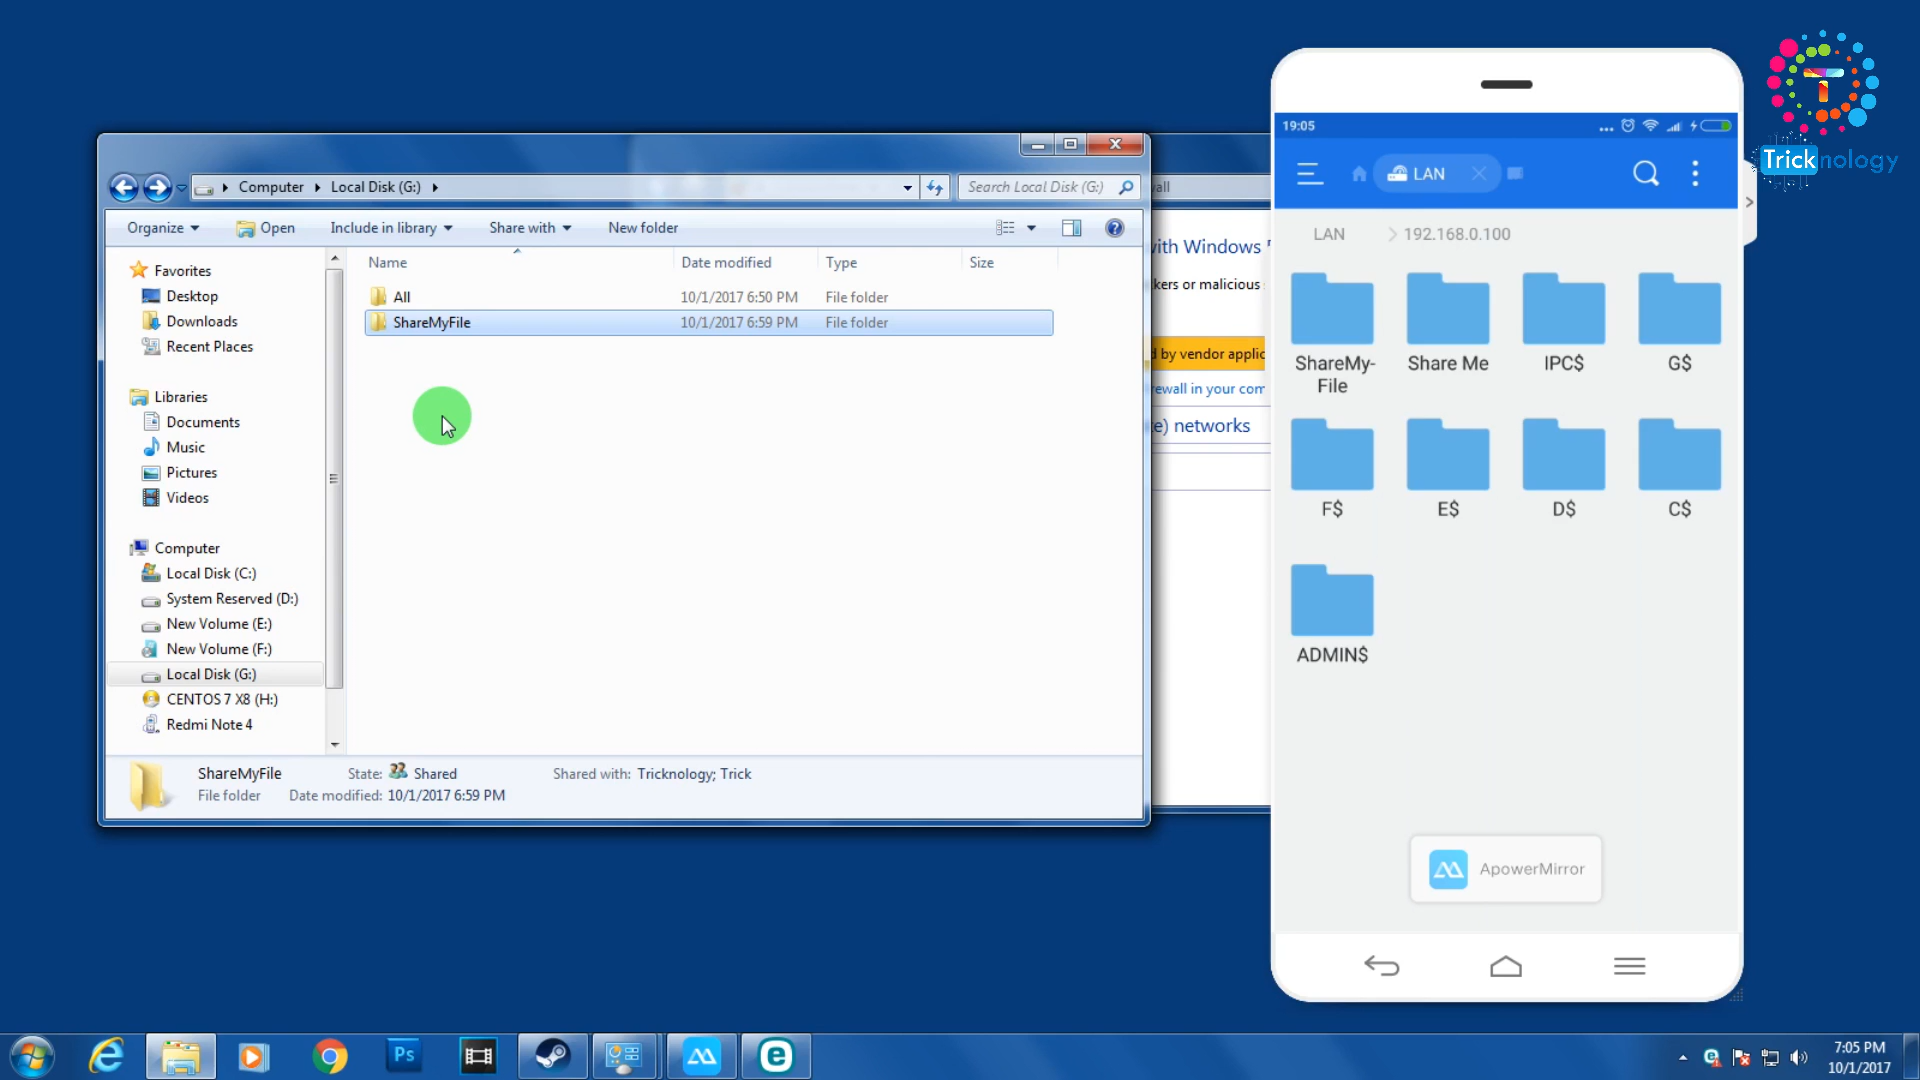 Tricknology
Computer
Local Disk (G:)
Search Local Disk (G:)
Organize
Open
Include in library
Share with
New folder
Favorites
Desktop
Downloads
Recent Places
Libraries
Documents
Music
Pictures
Videos
Computer
Local Disk (C:)
System Reserved (D:)
New Volume (E:)
New Volume (F:)
Local Disk (G:)
CENTOS 7 X8 (H:)
Redmi Note 4
Name Date modified Type Size
All 10/1/2017 6:50 PM File folder
ShareMyFile 10/1/2017 6:59 PM File folder
ShareMyFile State: Shared Shared with: Tricknology; Trick
File folder Date modified: 10/1/2017 6:59 PM
with Windows
kers or malicious
d by vendor applic
rewall in your com
e) networks
19:05
LAN
LAN 192.168.0.100
ShareMy-
File
Share Me
IPC$
G$
F$
E$
D$
C$
ADMIN$
ApowerMirror
Ps
7:05 PM
10/1/2017